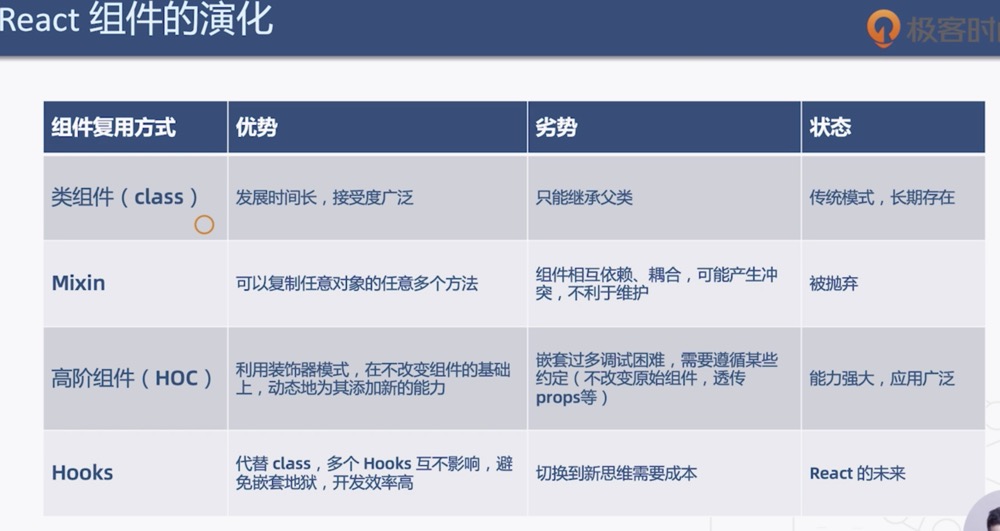 React 组件的演化
极客时
组件复用方式 优势 劣势 状态
类组件（class） 发展时间长，接受度广泛 只能继承父类 传统模式，长期存在
Mixin 可以复制任意对象的任意多个方法
组件相互依赖、耦合，可能产生冲
突，不利于维护
被抛弃
高阶组件（HOC）
利用装饰器模式，在不改变组件的基础
上，动态地为其添加新的能力
嵌套过多调试困难，需要遵循某些
约定（不改变原始组件，透传
props等）
能力强大，应用广泛
Hooks
代替 class，多个 Hooks 互不影响，避
免嵌套地狱，开发效率高
切换到新思维需要成本
React 的未来